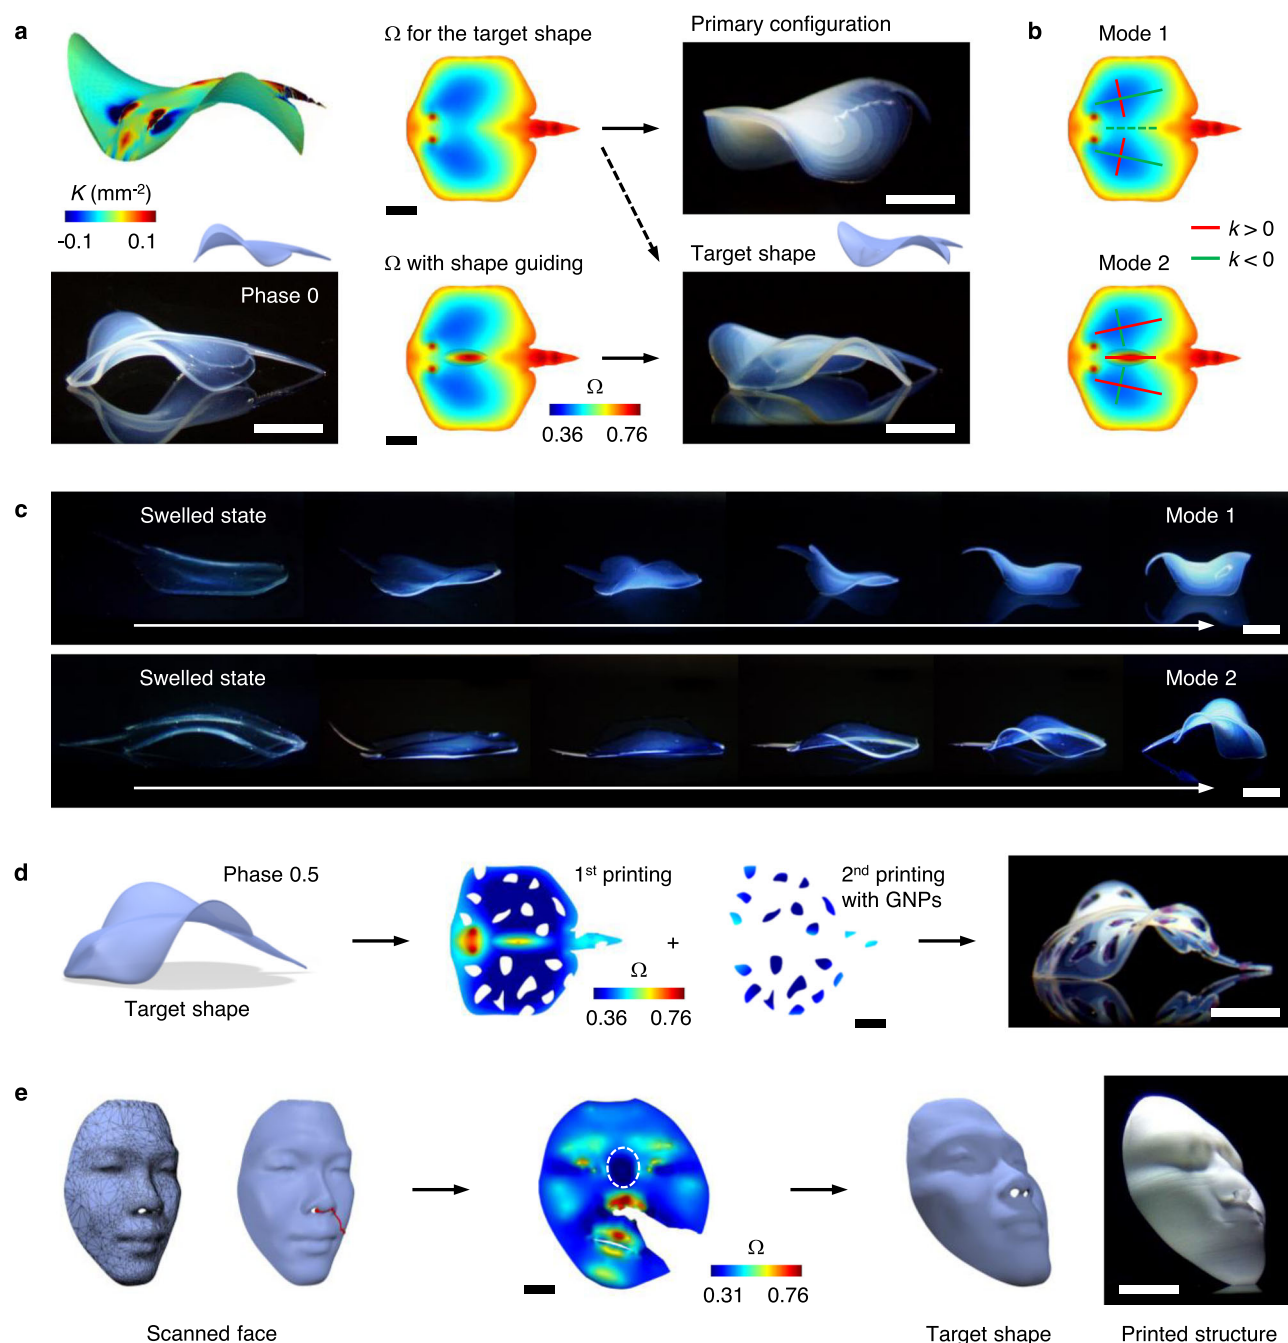 a
Ω for the target shape
Primary configuration
b
Mode 1
K (mm-2)
-0.1 0.1
k > 0
k < 0
Phase 0
Ω with shape guiding
Target shape
Mode 2
Ω
0.36 0.76
c
Swelled state
Mode 1
Swelled state
Mode 2
d
Phase 0.5
Target shape
1st printing
+
2nd printing
with GNPs
Ω
0.36 0.76
e
Ω
0.31 0.76
Scanned face
Target shape
Printed structure